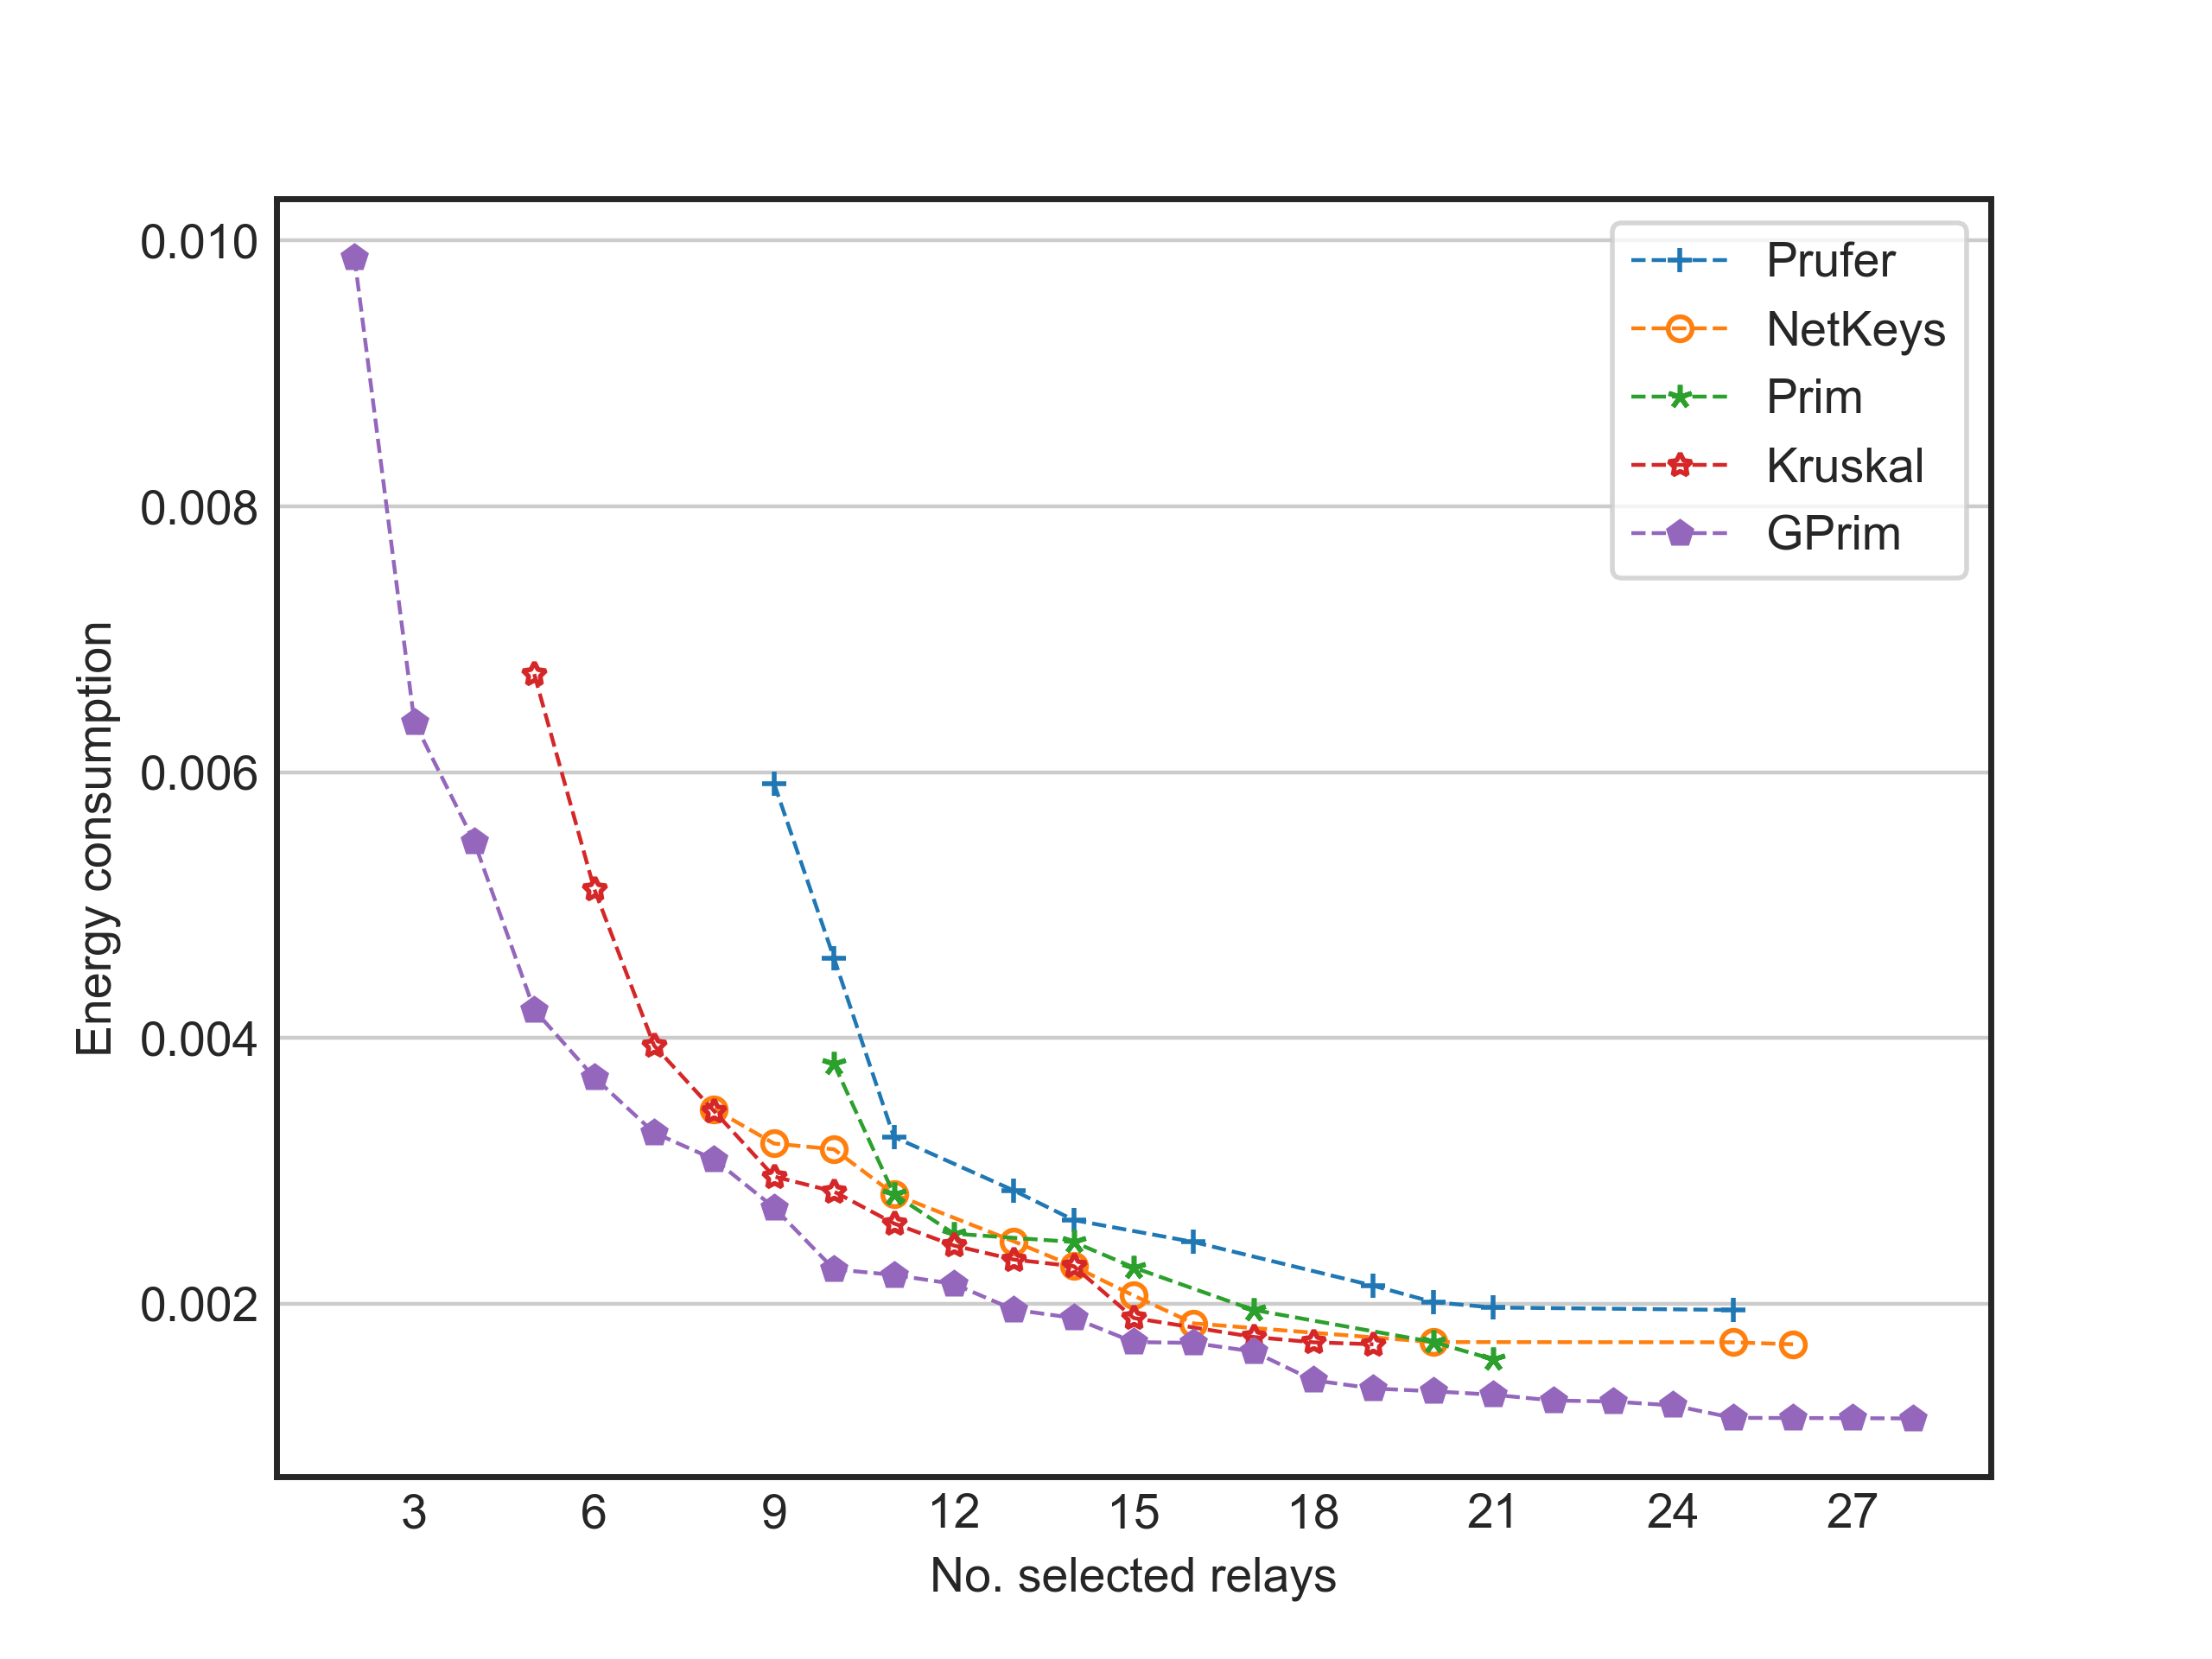 0.010
0.008
0.006
0.004
0.002
Energy consumption
3 6 9 12 15 18 21 24 27
No. selected relays
Prufer
NetKeys
Prim
Kruskal
GPrim